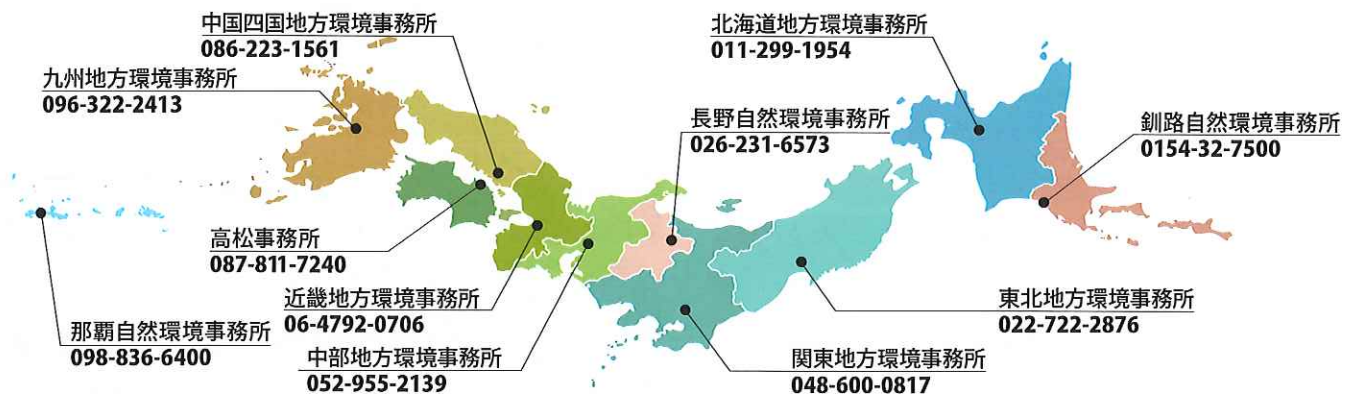 中国四国地方環境事務所
086-223-1561
北海道地方環境事務所
011-299-1954
九州地方環境事務所
096-322-2413
長野自然環境事務所
026-231-6573
釧路自然環境事務所
0154-32-7500
高松事務所
087-811-7240
近畿地方環境事務所
06-4792-0706
東北地方環境事務所
022-722-2876
那覇自然環境事務所
098-836-6400
中部地方環境事務所
052-955-2139
関東地方環境事務所
048-600-0817